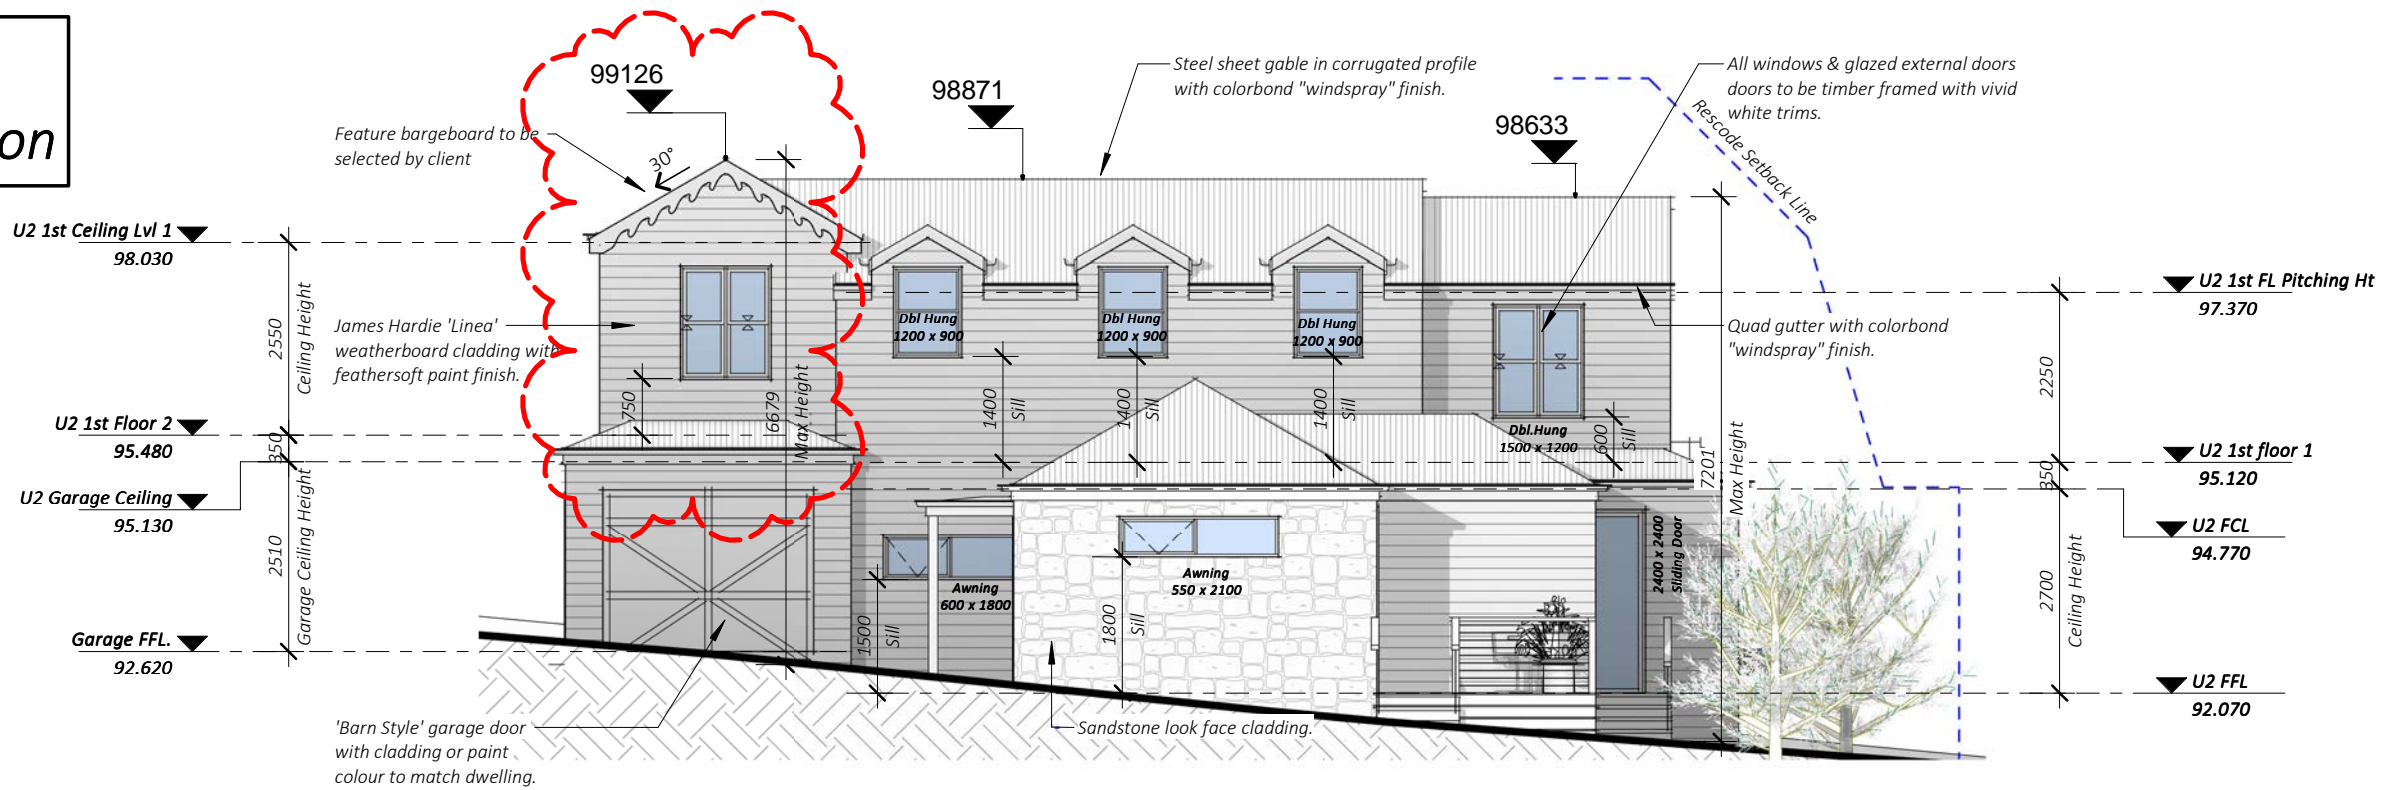 on
99126
98871
98633
Steel sheet gable in corrugated profile
with colorbond "windspray" finish.
All windows & glazed external doors
doors to be timber framed with vivid
white trims.
Rescode Setback Line
Feature bargeboard to be
selected by client
30°
U2 1st Ceiling Lvl 1
98.030
2550
Ceiling Height
James Hardie 'Linea'
weatherboard cladding with
feathersoft paint finish.
750
6679
Max Height
U2 1st Floor 2
95.480
350
U2 Garage Ceiling
95.130
2510
Garage Ceiling Height
Garage FFL.
92.620
'Barn Style' garage door
with cladding or paint
colour to match dwelling.
Dbl Hung
1200 x 900
Dbl Hung
1200 x 900
Dbl Hung
1200 x 900
1400
Sill
1400
Sill
1400
Sill
Dbl.Hung
1500 x 1200
600
Sill
7201
Max Height
Awning
600 x 1800
1500
Sill
Awning
550 x 2100
1800
Sill
2400 x 2400
Sliding Door
Sandstone look face cladding.
Quad gutter with colorbond
"windspray" finish.
U2 1st FL Pitching Ht
97.370
2250
U2 1st floor 1
95.120
350
U2 FCL
94.770
2700
Ceiling Height
U2 FFL
92.070